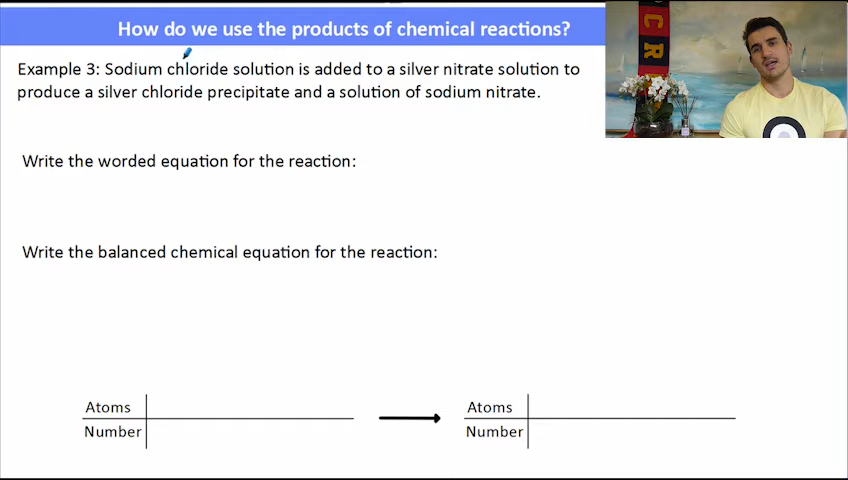 How do we use the products of chemical reactions?
Example 3: Sodium chloride solution is added to a silver nitrate solution to
produce a silver chloride precipitate and a solution of sodium nitrate.
CR
Write the worded equation for the reaction:
Write the balanced chemical equation for the reaction:
Atoms
Number
Atoms
Number